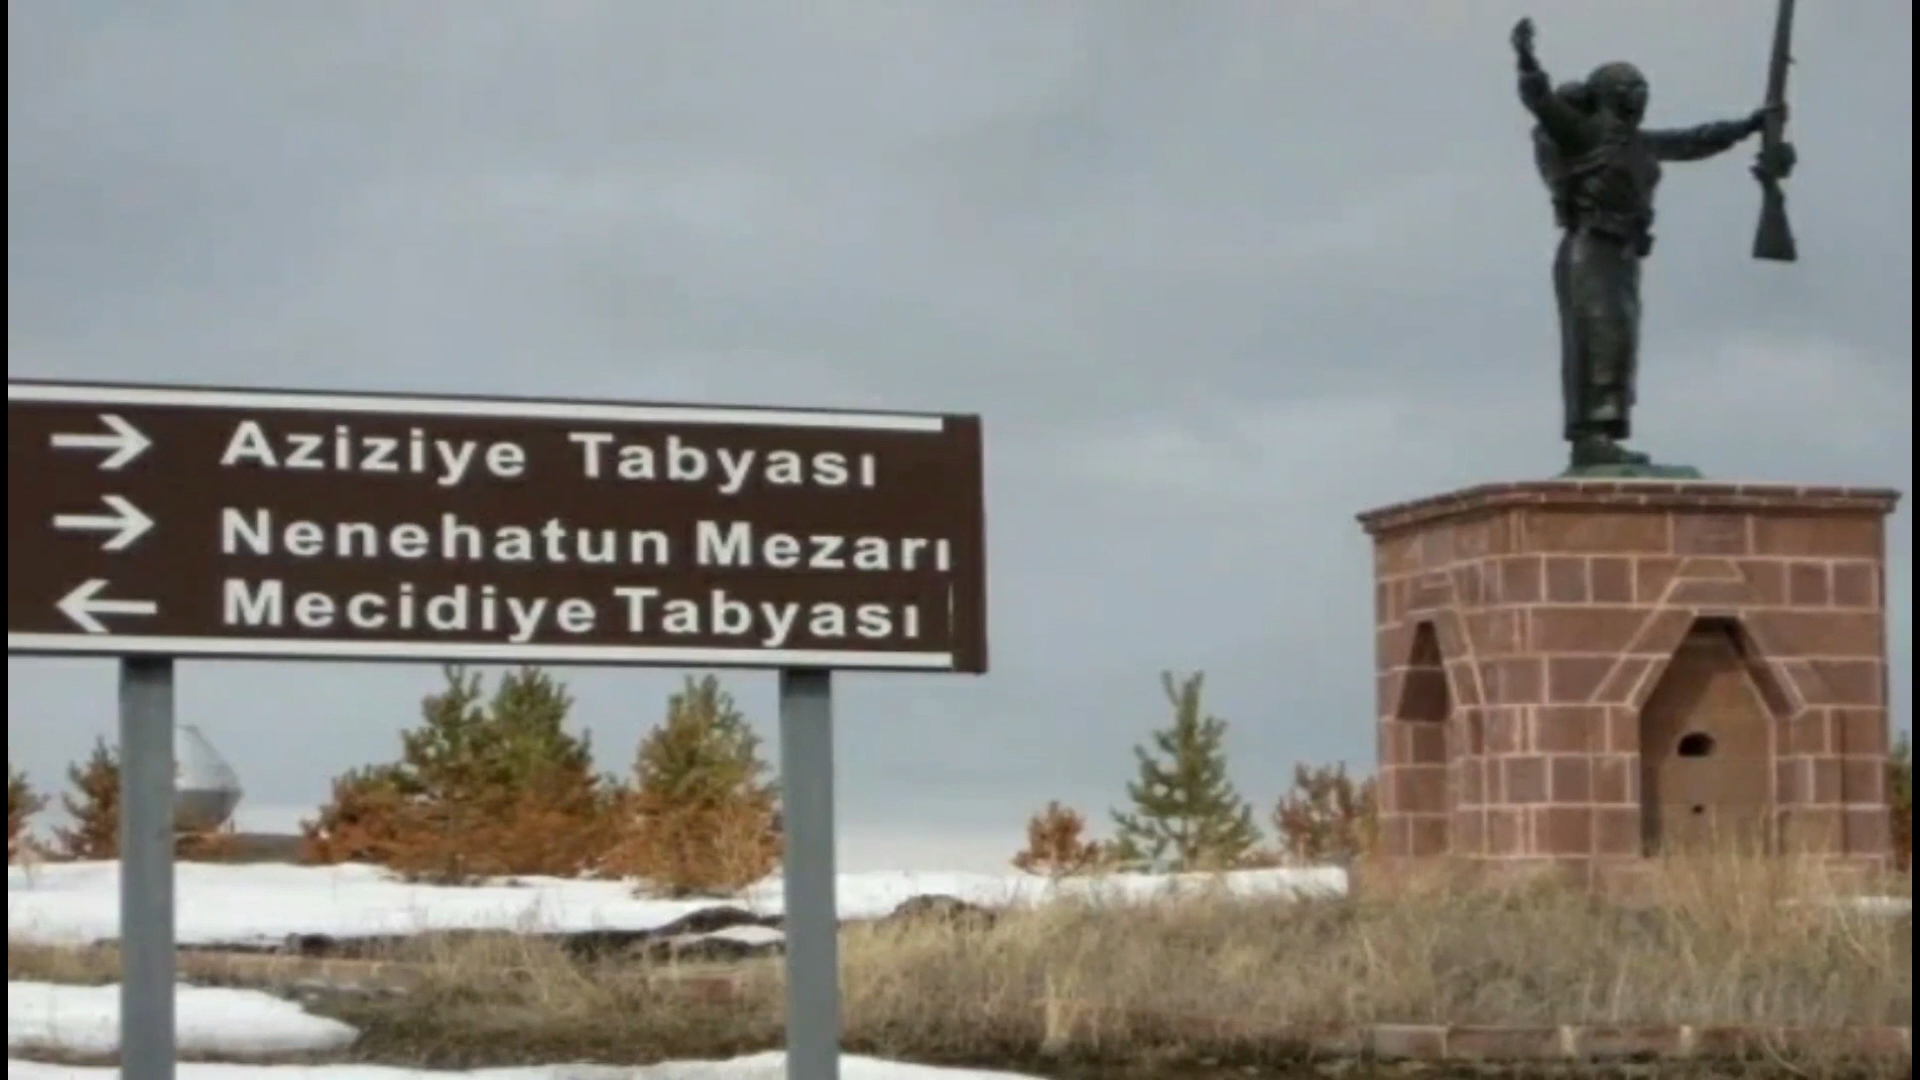 → Aziziye Tabyası
→ Nenehatun Mezarı
← Mecidiye Tabyası